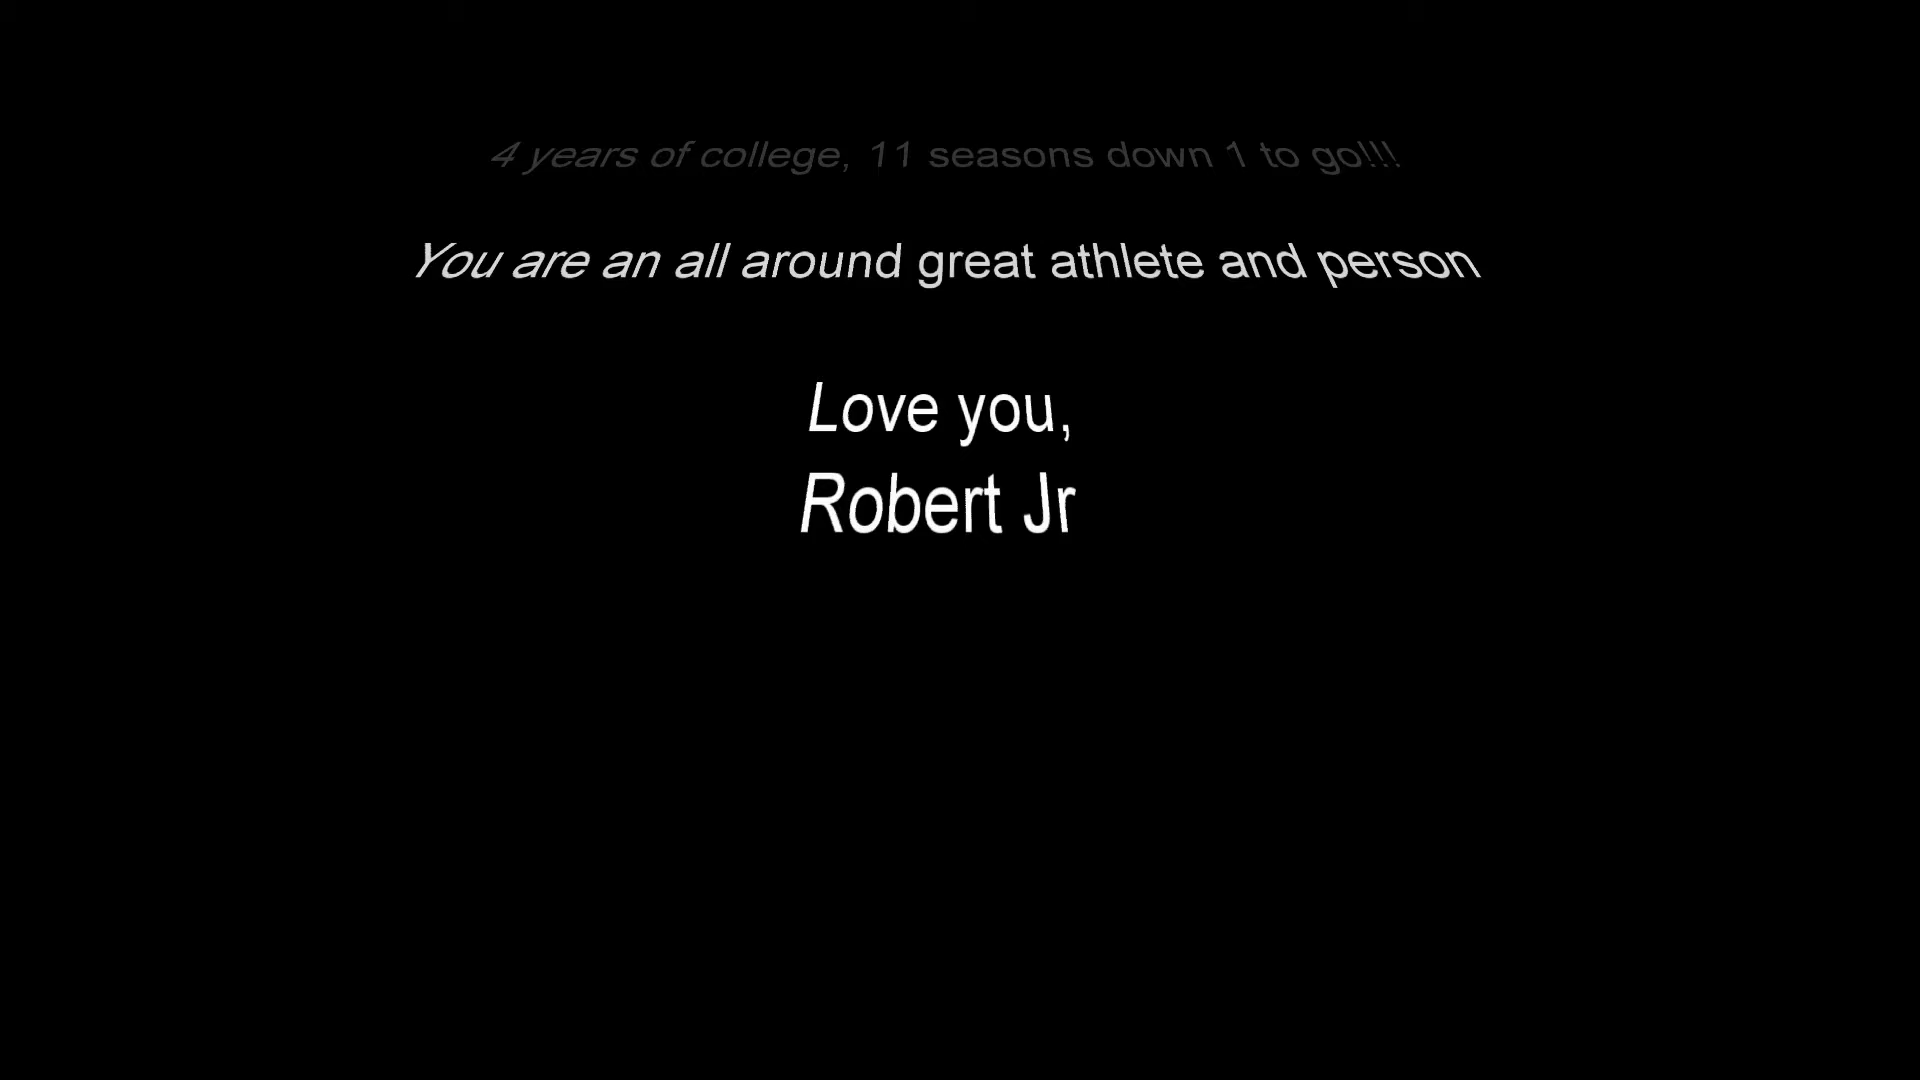 4 years of college, 11 seasons down 1 to go!!!
You are an all around great athlete and person
Love you,
Robert Jr